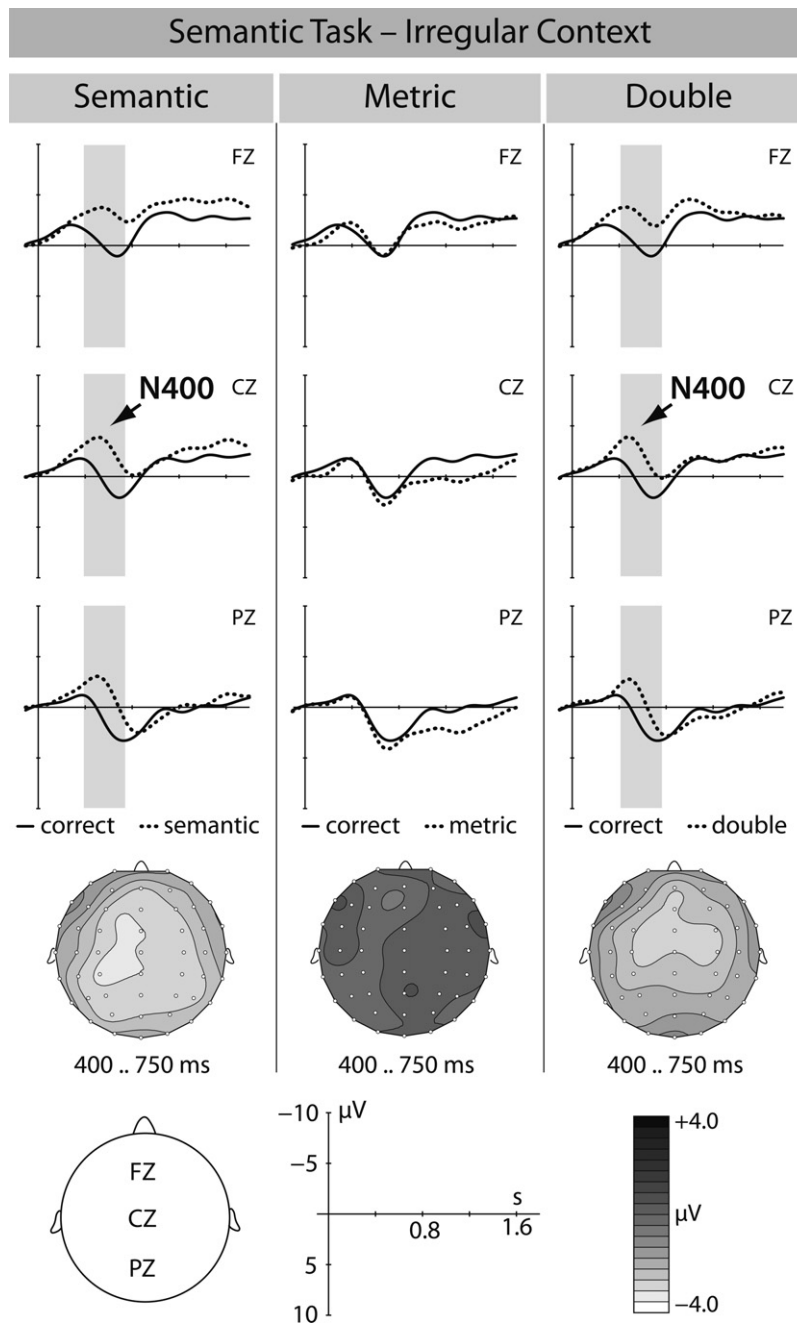 Semantic Task – Irregular Context
Semantic Metric Double
FZ FZ FZ
N400 CZ CZ N400 CZ
PZ PZ PZ
correct semantic correct metric correct double
400 .. 750 ms 400 .. 750 ms 400 .. 750 ms
−10 μV +4.0
FZ −5
CZ s μV
0.8 1.6
PZ 5
10 −4.0